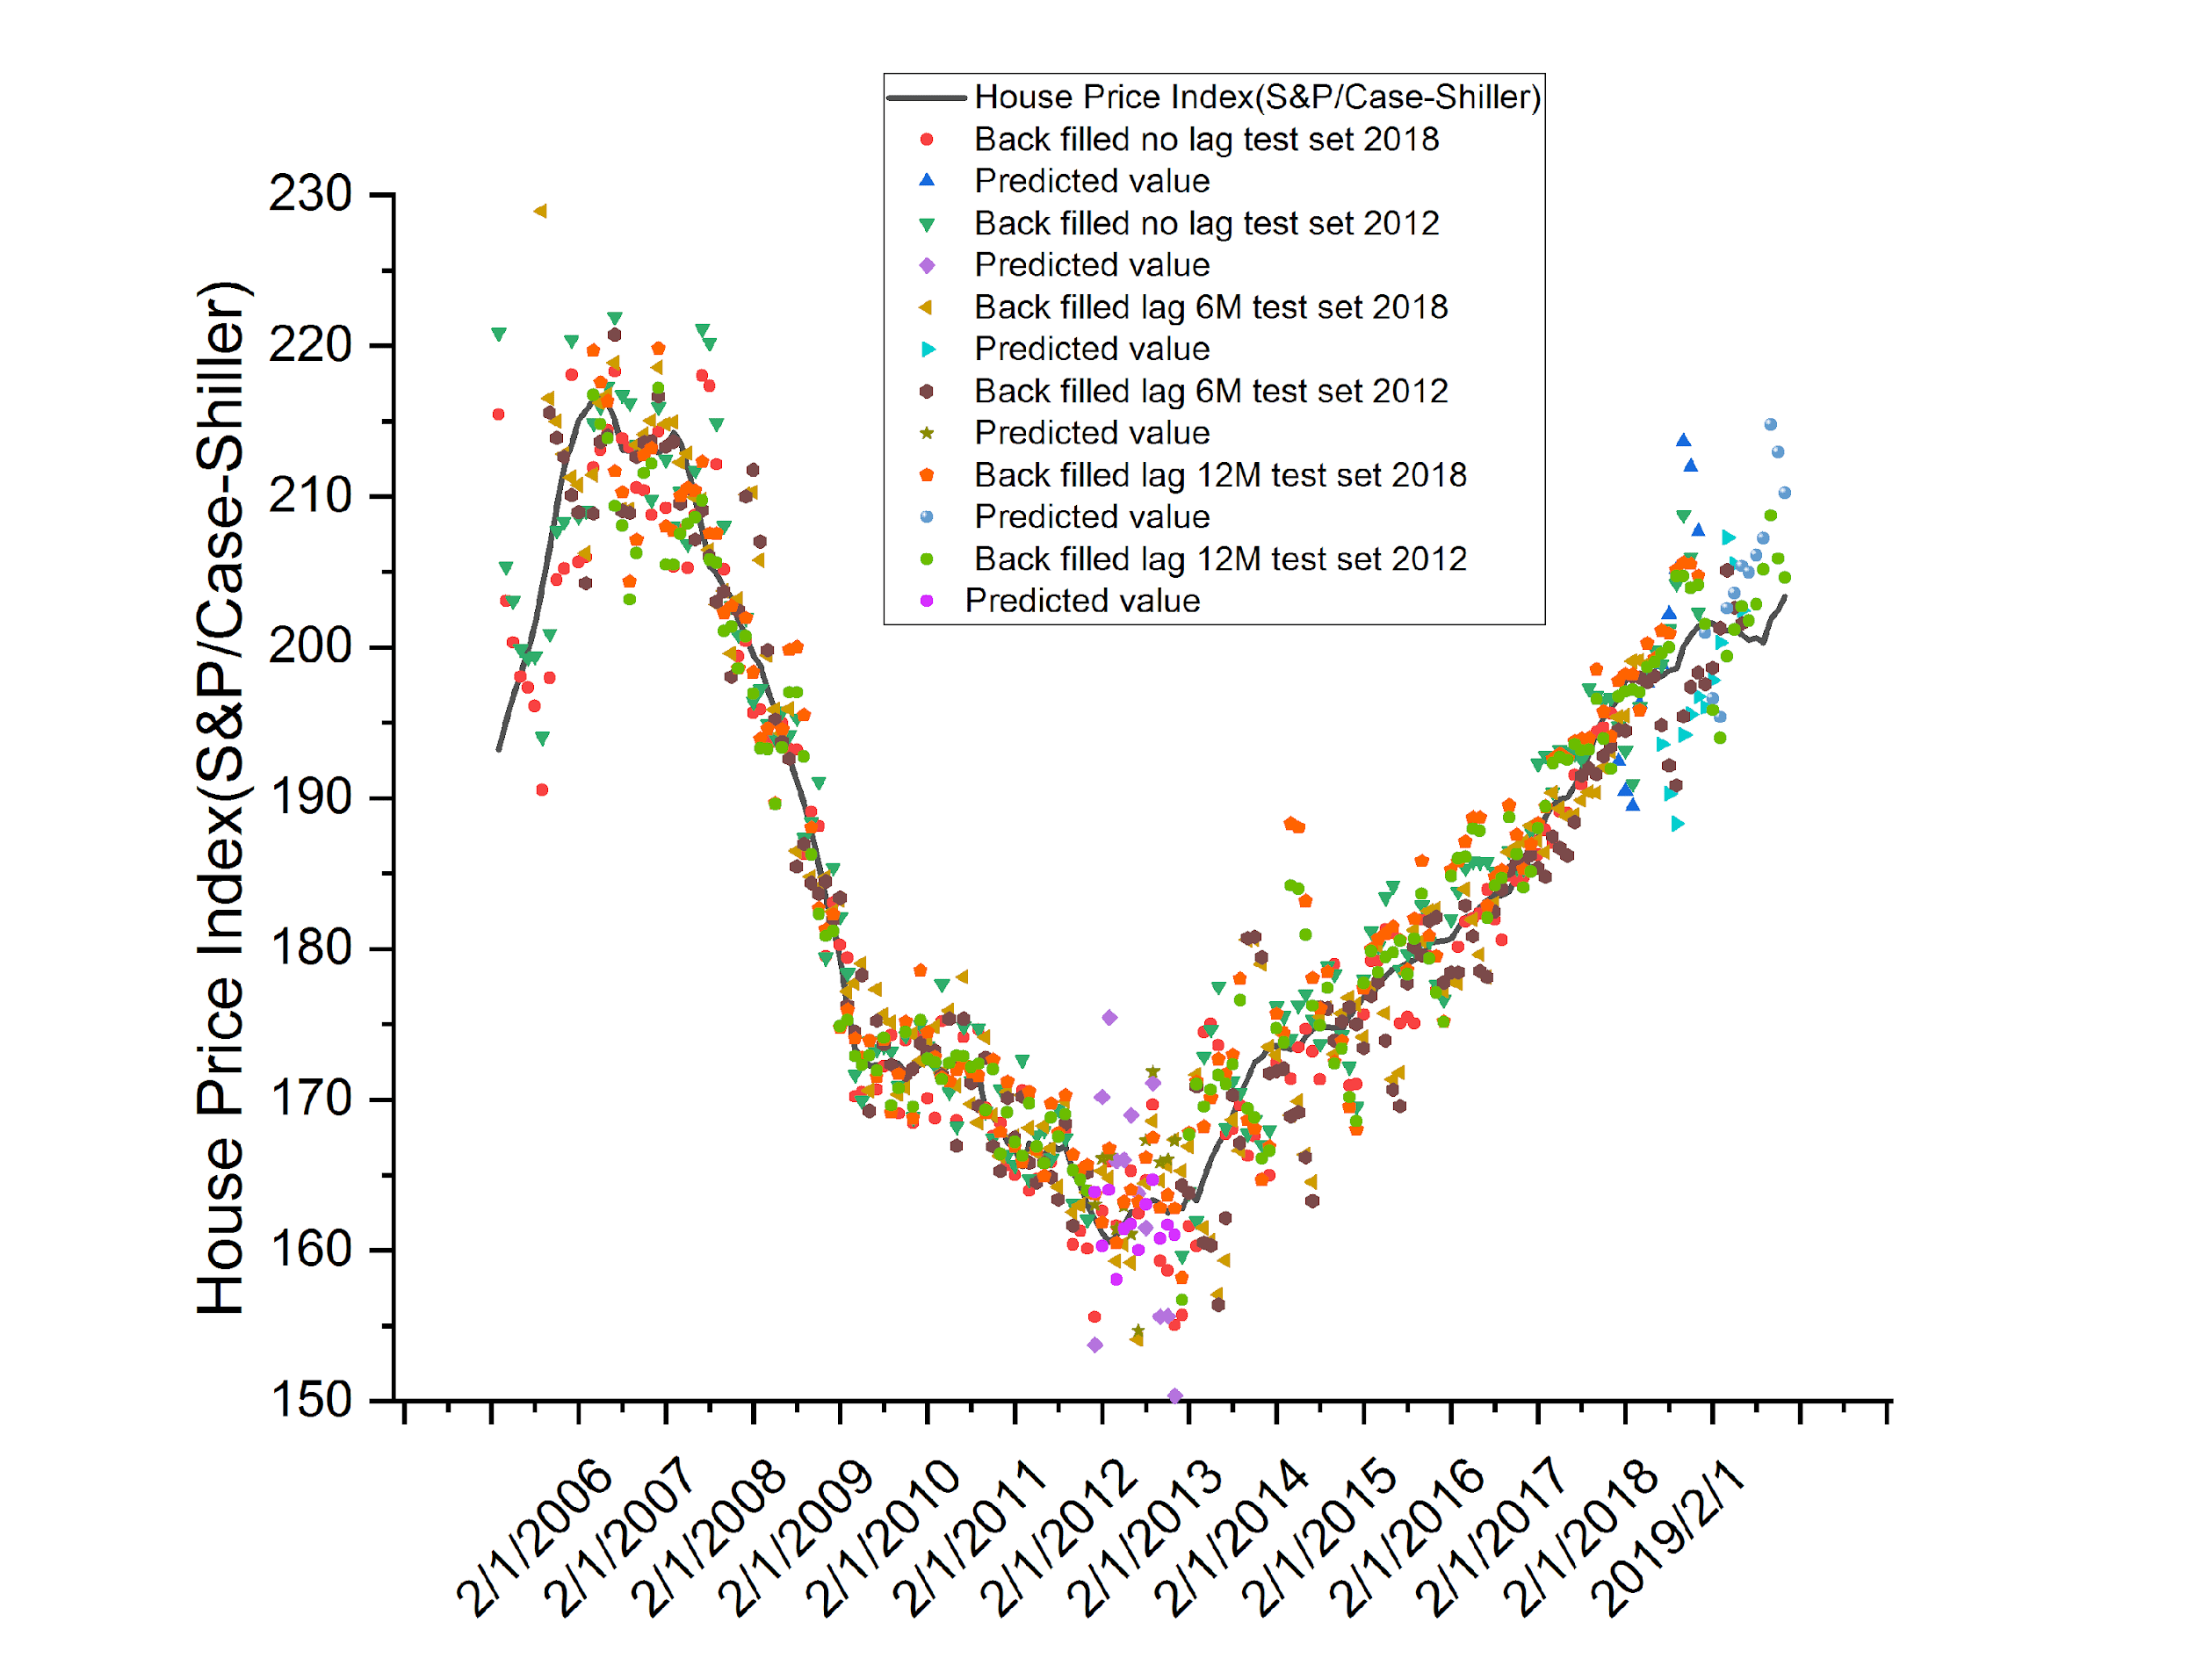 House Price Index(S&P/Case-Shiller)
Back filled no lag test set 2018
Predicted value
Back filled no lag test set 2012
Predicted value
Back filled lag 6M test set 2018
Predicted value
Back filled lag 6M test set 2012
Predicted value
Back filled lag 12M test set 2018
Predicted value
Back filled lag 12M test set 2012
Predicted value
House Price Index(S&P/Case-Shiller)
230
220
210
200
190
180
170
160
150
2/1/2006
2/1/2007
2/1/2008
2/1/2009
2/1/2010
2/1/2011
2/1/2012
2/1/2013
2/1/2014
2/1/2015
2/1/2016
2/1/2017
2/1/2018
2019/2/1